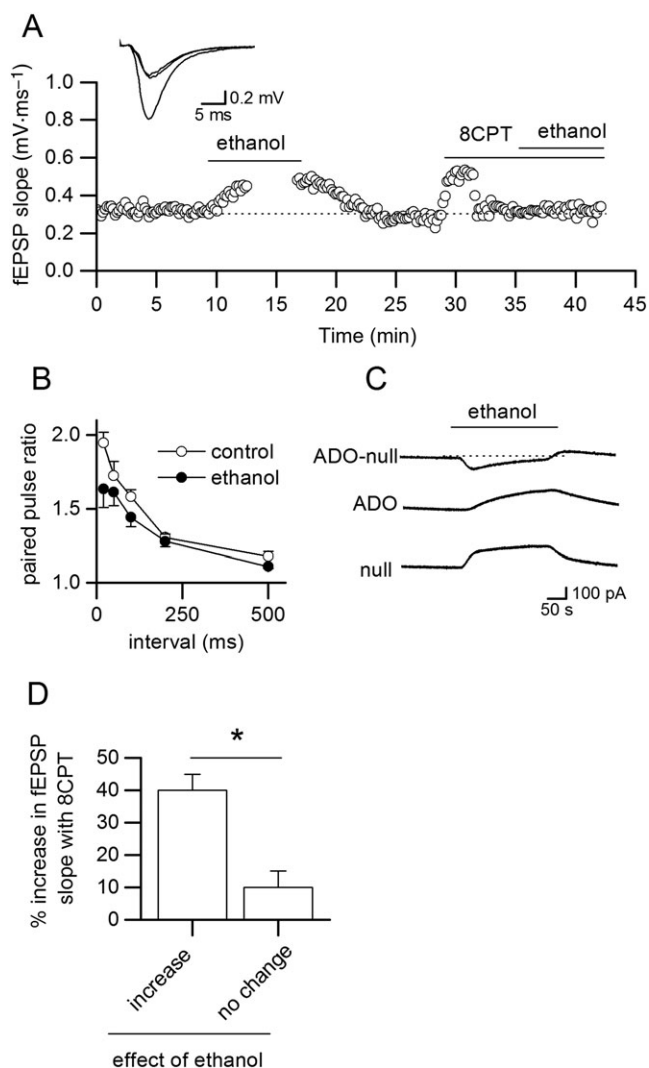 A
fEPSP slope (mV·ms⁻¹)
1.0
0.8
0.6
0.4
0.2
0.0
0.2 mV
5 ms
ethanol
8CPT
ethanol
0 5 10 15 20 25 30 35 40 45
Time (min)
B
paired pulse ratio
2.0
1.5
1.0
control
ethanol
0 250 500
interval (ms)
C
ethanol
ADO-null
ADO
null
100 pA
50 s
D
% increase in fEPSP
slope with 8CPT
50
40
30
20
10
0
*
increase
no change
effect of ethanol